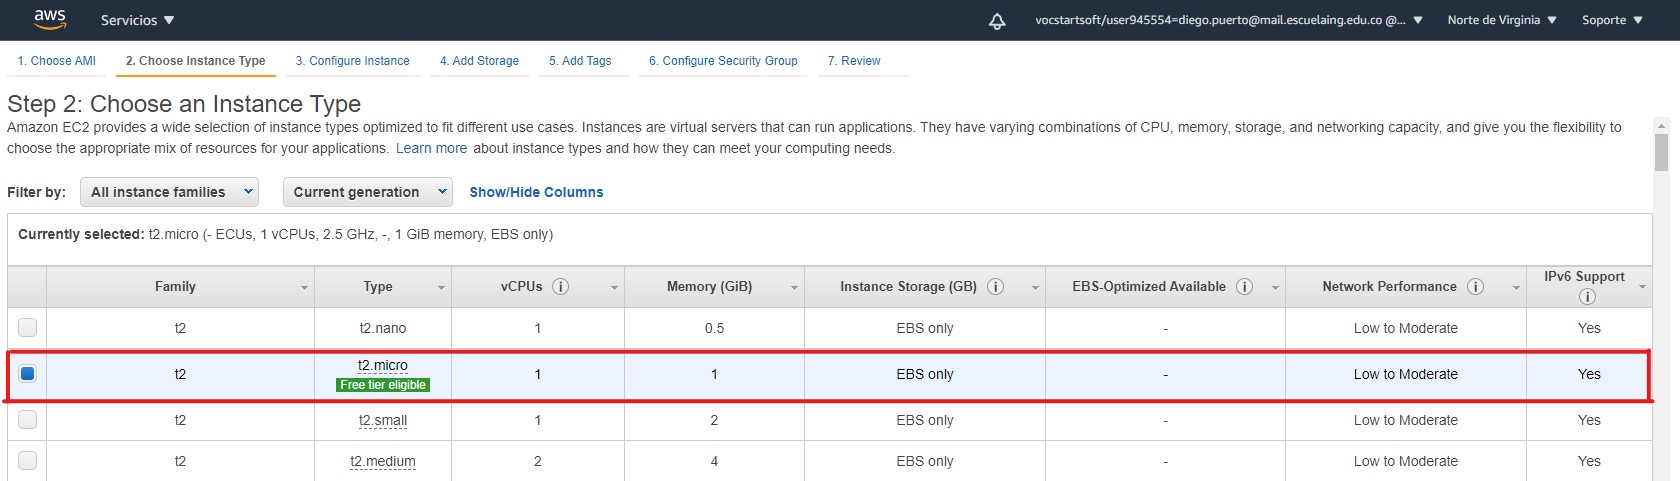 aws Servicios vocstartsoft/user945554=diego.puerto@mail.escuelaing.edu.co @... Norte de Virginia Soporte
1. Choose AMI 2. Choose Instance Type 3. Configure Instance 4. Add Storage 5. Add Tags 6. Configure Security Group 7. Review
Step 2: Choose an Instance Type
Amazon EC2 provides a wide selection of instance types optimized to fit different use cases. Instances are virtual servers that can run applications. They have varying combinations of CPU, memory, storage, and networking capacity, and give you the flexibility to
choose the appropriate mix of resources for your applications. Learn more about instance types and how they can meet your computing needs.
Filter by: All instance families Current generation Show/Hide Columns
Currently selected: t2.micro (- ECUs, 1 vCPUs, 2.5 GHz, -, 1 GiB memory, EBS only)
Family Type vCPUs Memory (GiB) Instance Storage (GB) EBS-Optimized Available Network Performance IPv6 Support
t2 t2.nano 1 0.5 EBS only - Low to Moderate Yes
t2 t2.micro 1 1 EBS only - Low to Moderate Yes
Free tier eligible
t2 t2.small 1 2 EBS only - Low to Moderate Yes
t2 t2.medium 2 4 EBS only - Low to Moderate Yes